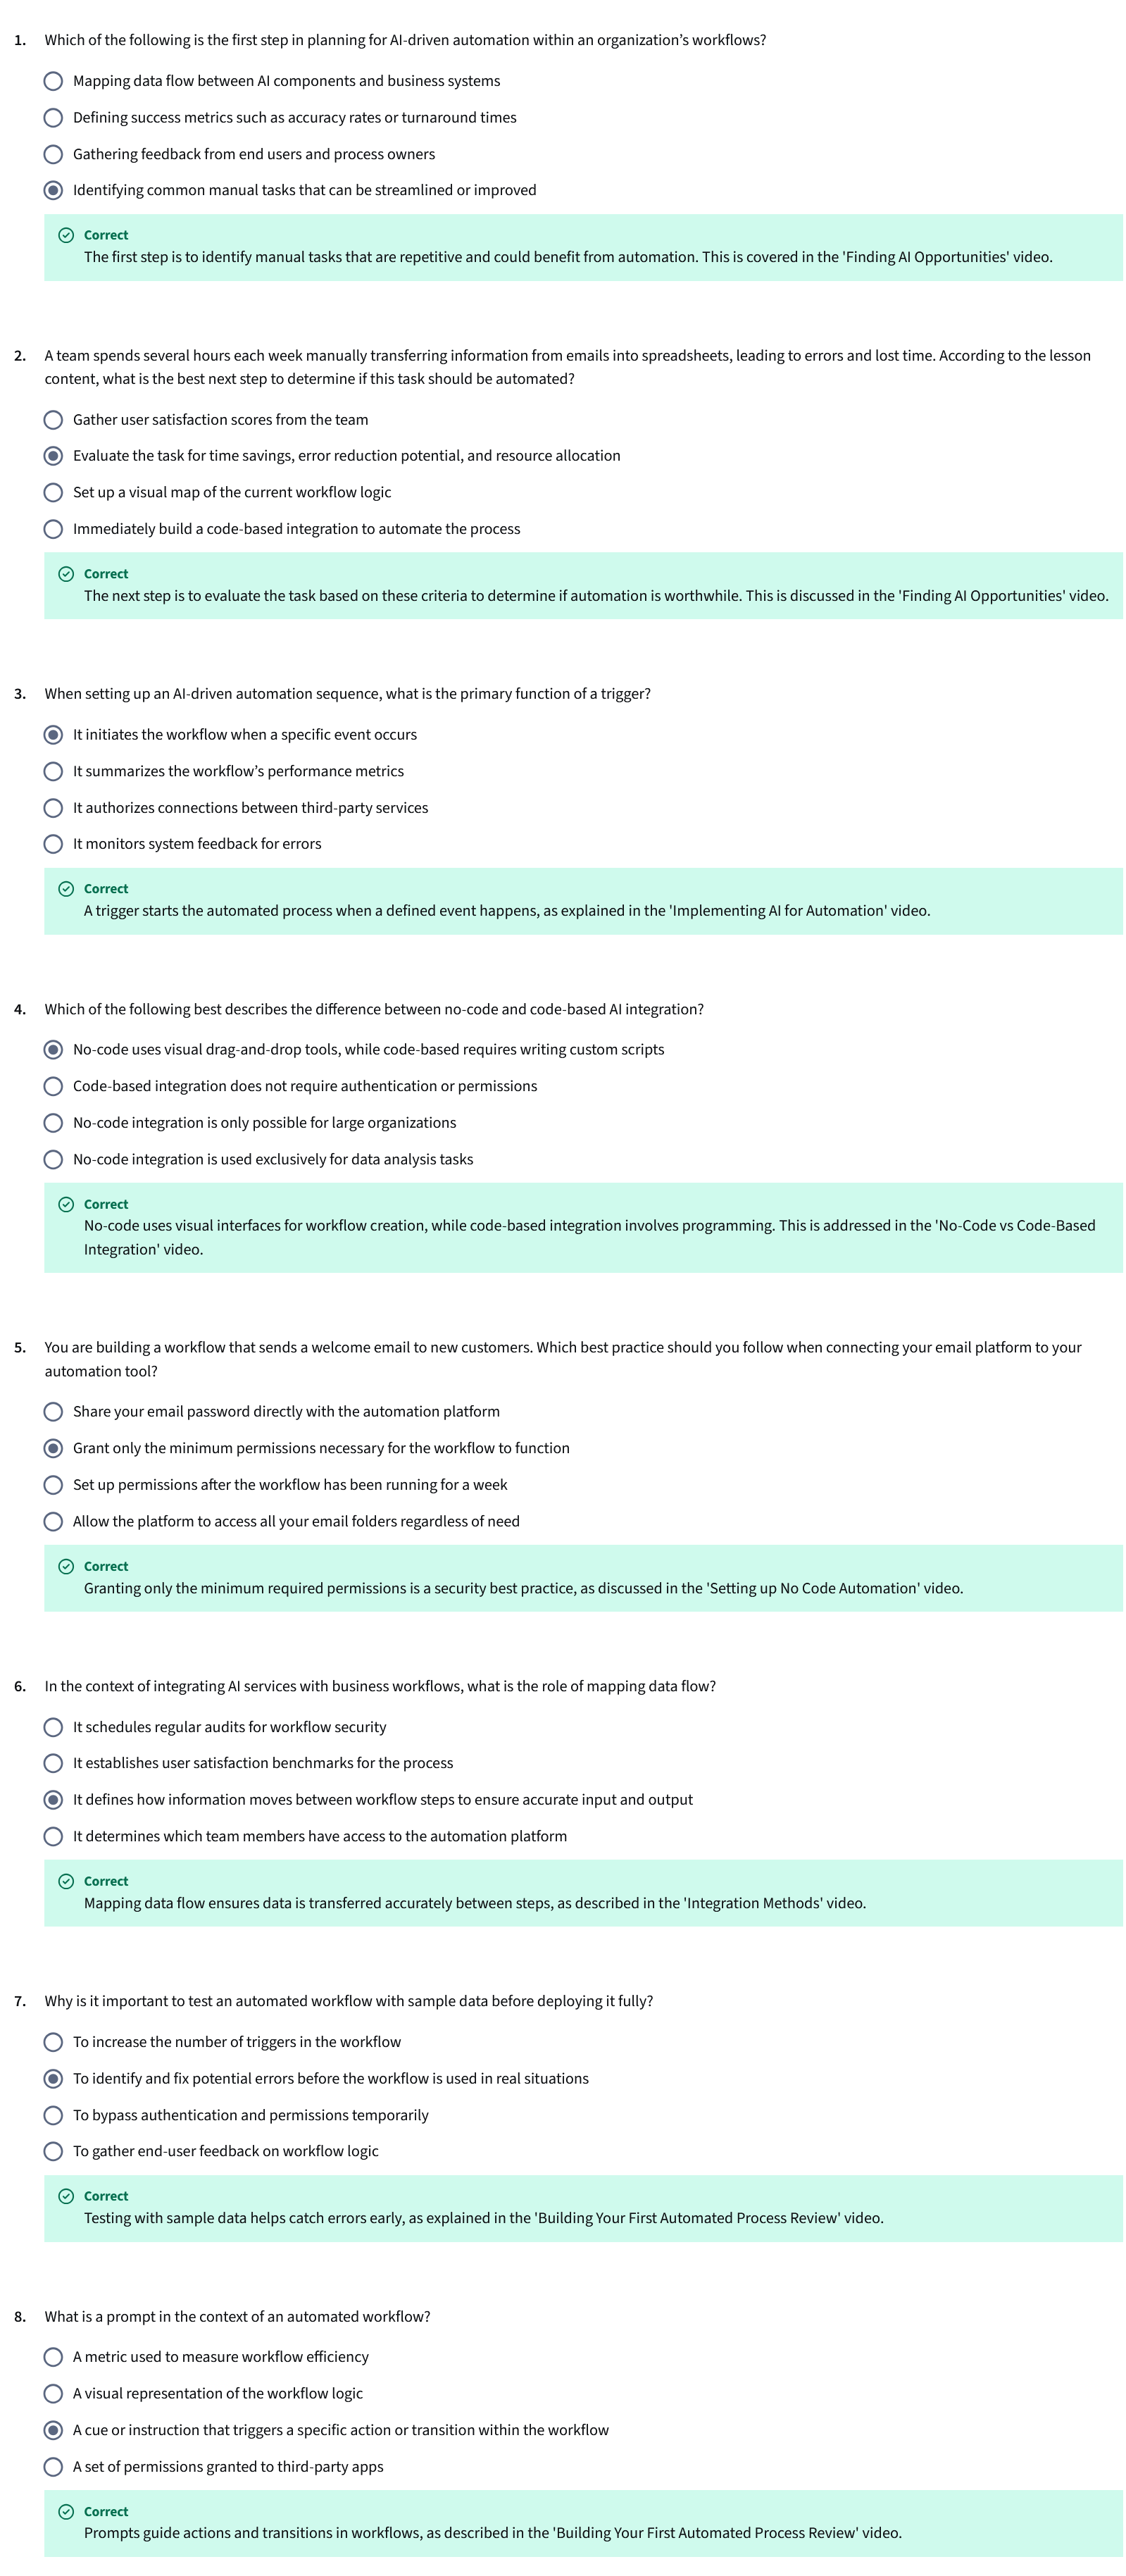 1. Which of the following is the first step in planning for AI-driven automation within an organization’s workflows?
Mapping data flow between AI components and business systems
Defining success metrics such as accuracy rates or turnaround times
Gathering feedback from end users and process owners
Identifying common manual tasks that can be streamlined or improved
Correct
The first step is to identify manual tasks that are repetitive and could benefit from automation. This is covered in the 'Finding AI Opportunities' video.
2. A team spends several hours each week manually transferring information from emails into spreadsheets, leading to errors and lost time. According to the lesson
content, what is the best next step to determine if this task should be automated?
Gather user satisfaction scores from the team
Evaluate the task for time savings, error reduction potential, and resource allocation
Set up a visual map of the current workflow logic
Immediately build a code-based integration to automate the process
Correct
The next step is to evaluate the task based on these criteria to determine if automation is worthwhile. This is discussed in the 'Finding AI Opportunities' video.
3. When setting up an AI-driven automation sequence, what is the primary function of a trigger?
It initiates the workflow when a specific event occurs
It summarizes the workflow’s performance metrics
It authorizes connections between third-party services
It monitors system feedback for errors
Correct
A trigger starts the automated process when a defined event happens, as explained in the 'Implementing AI for Automation' video.
4. Which of the following best describes the difference between no-code and code-based AI integration?
No-code uses visual drag-and-drop tools, while code-based requires writing custom scripts
Code-based integration does not require authentication or permissions
No-code integration is only possible for large organizations
No-code integration is used exclusively for data analysis tasks
Correct
No-code uses visual interfaces for workflow creation, while code-based integration involves programming. This is addressed in the 'No-Code vs Code-Based
Integration' video.
5. You are building a workflow that sends a welcome email to new customers. Which best practice should you follow when connecting your email platform to your
automation tool?
Share your email password directly with the automation platform
Grant only the minimum permissions necessary for the workflow to function
Set up permissions after the workflow has been running for a week
Allow the platform to access all your email folders regardless of need
Correct
Granting only the minimum required permissions is a security best practice, as discussed in the 'Setting up No Code Automation' video.
6. In the context of integrating AI services with business workflows, what is the role of mapping data flow?
It schedules regular audits for workflow security
It establishes user satisfaction benchmarks for the process
It defines how information moves between workflow steps to ensure accurate input and output
It determines which team members have access to the automation platform
Correct
Mapping data flow ensures data is transferred accurately between steps, as described in the 'Integration Methods' video.
7. Why is it important to test an automated workflow with sample data before deploying it fully?
To increase the number of triggers in the workflow
To identify and fix potential errors before the workflow is used in real situations
To bypass authentication and permissions temporarily
To gather end-user feedback on workflow logic
Correct
Testing with sample data helps catch errors early, as explained in the 'Building Your First Automated Process Review' video.
8. What is a prompt in the context of an automated workflow?
A metric used to measure workflow efficiency
A visual representation of the workflow logic
A cue or instruction that triggers a specific action or transition within the workflow
A set of permissions granted to third-party apps
Correct
Prompts guide actions and transitions in workflows, as described in the 'Building Your First Automated Process Review' video.